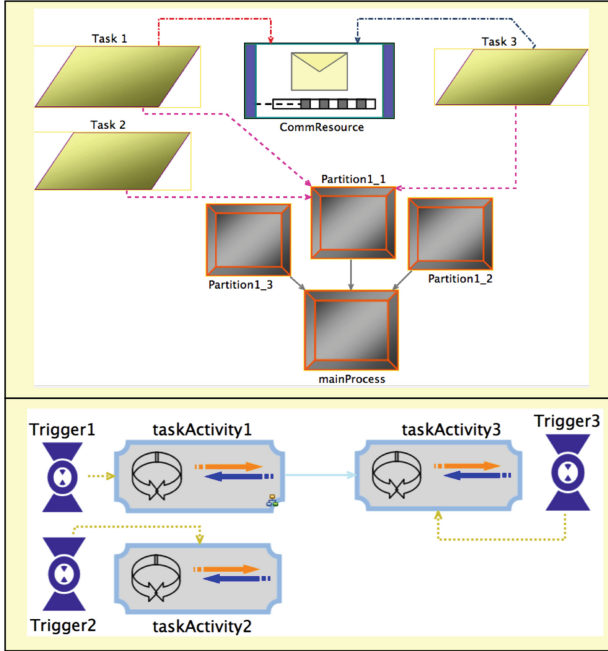 Task 1
Task 3
CommResource
Task 2
Partition1_1
Partition1_3
Partition1_2
mainProcess
Trigger1
taskActivity1
taskActivity3
Trigger3
Trigger2
taskActivity2